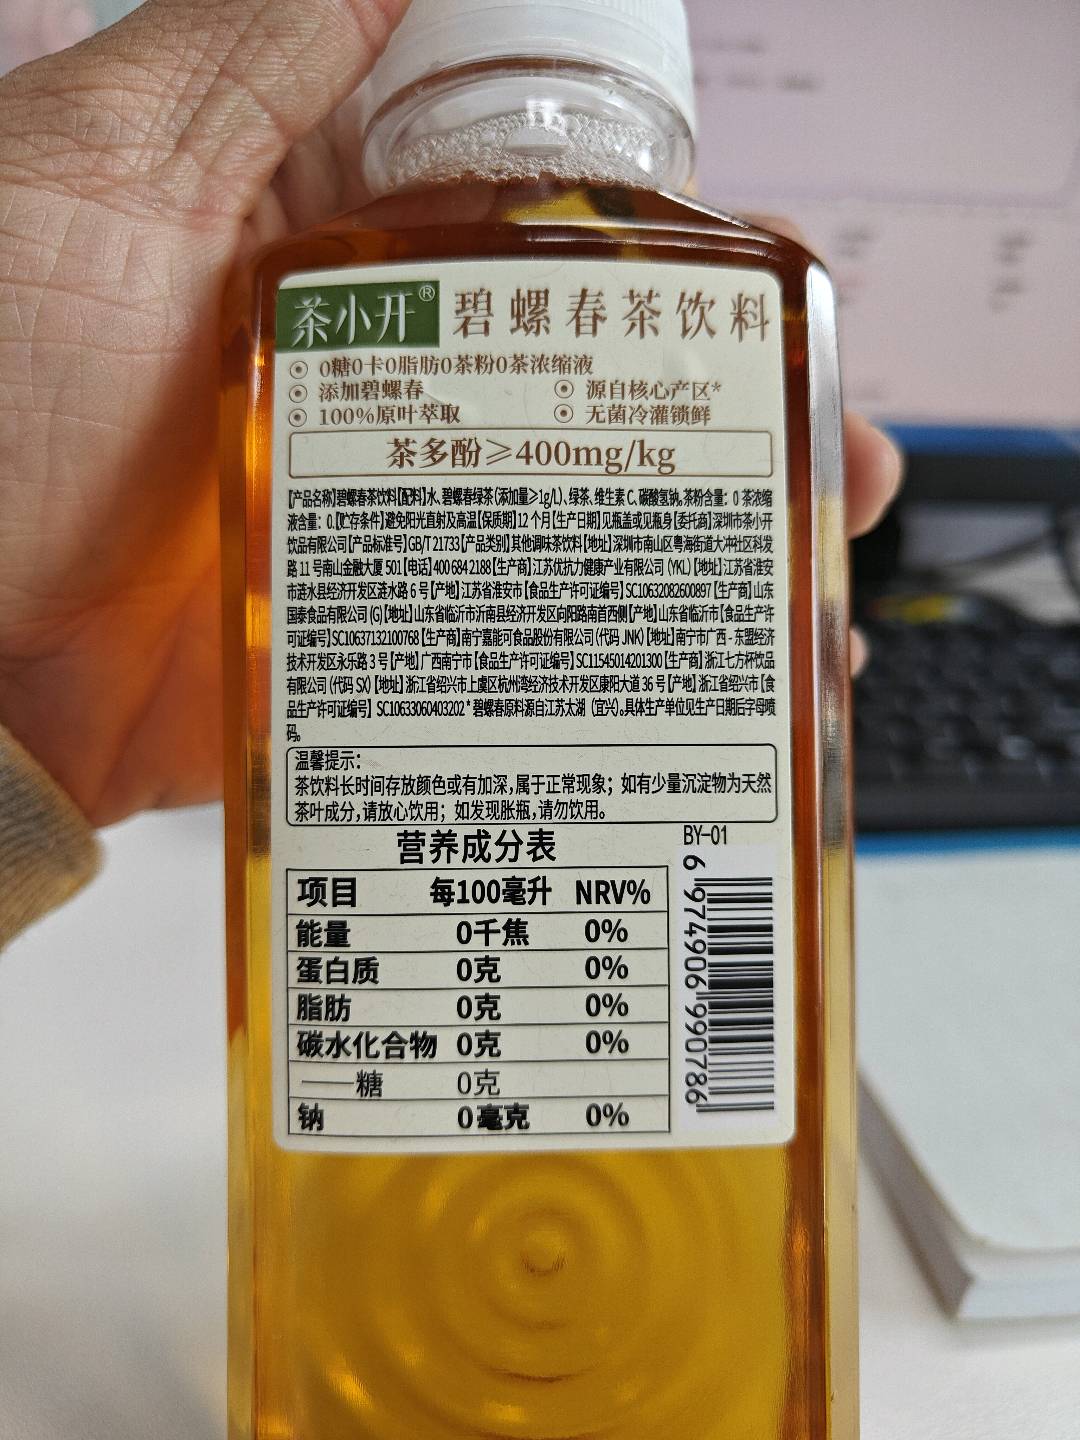 茶小开® 碧螺春茶饮料
0糖0卡0脂肪0茶粉0茶浓缩液
添加碧螺春 源自核心产区*
100%原叶萃取 无菌冷灌锁鲜
茶多酚≥400mg/kg
【产品名称】碧螺春茶饮料【配料】水、碧螺春绿茶(添加量≥1g/L)、绿茶、维生素C、碳酸氢钠。茶粉含量：0 茶浓缩
液含量：0。【贮存条件】避免阳光直射及高温【保质期】12个月【生产日期】见瓶盖或见瓶身【委托商】深圳市茶小开
饮品有限公司【产品标准号】GB/T 21733【产品类别】其他调味茶饮料【地址】深圳市南山区粤海街道大冲社区科发
路11号南山金融大厦501【电话】400 684 2188【生产商】江苏优抗力健康产业有限公司 (YKL)【地址】江苏省淮安
市涟水县经济开发区涟水路6号【产地】江苏省淮安市【食品生产许可证编号】SC10632082600897【生产商】山东
国泰食品有限公司 (G)【地址】山东省临沂市沂南县经济开发区向阳路南首西侧【产地】山东省临沂市【食品生产许
可证编号】SC10637132100768【生产商】南宁嘉能可食品股份有限公司 (代码 JNK)【地址】南宁市广西-东盟经济
技术开发区永乐路3号【产地】广西南宁市【食品生产许可证编号】SC11545014201300【生产商】浙江七方杯饮品
有限公司 (代码 SX)【地址】浙江省绍兴市上虞区杭州湾经济技术开发区康阳大道36号【产地】浙江省绍兴市【食
品生产许可证编号】SC10633060403202 *碧螺春原料源自江苏太湖（宜兴）。具体生产单位见生产日期后字母喷
码。
温馨提示：
茶饮料长时间存放颜色或有加深，属于正常现象；如有少量沉淀物为天然
茶叶成分，请放心饮用；如发现胀瓶，请勿饮用。
营养成分表
项目 每100毫升 NRV%
能量 0千焦 0%
蛋白质 0克 0%
脂肪 0克 0%
碳水化合物 0克 0%
——糖 0克
钠 0毫克 0%
BY-01
6 974906 990786